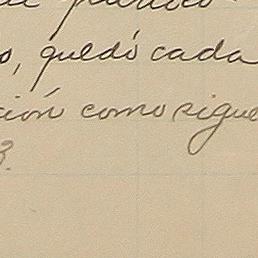 o, quedó cada
ción como sigue
3.